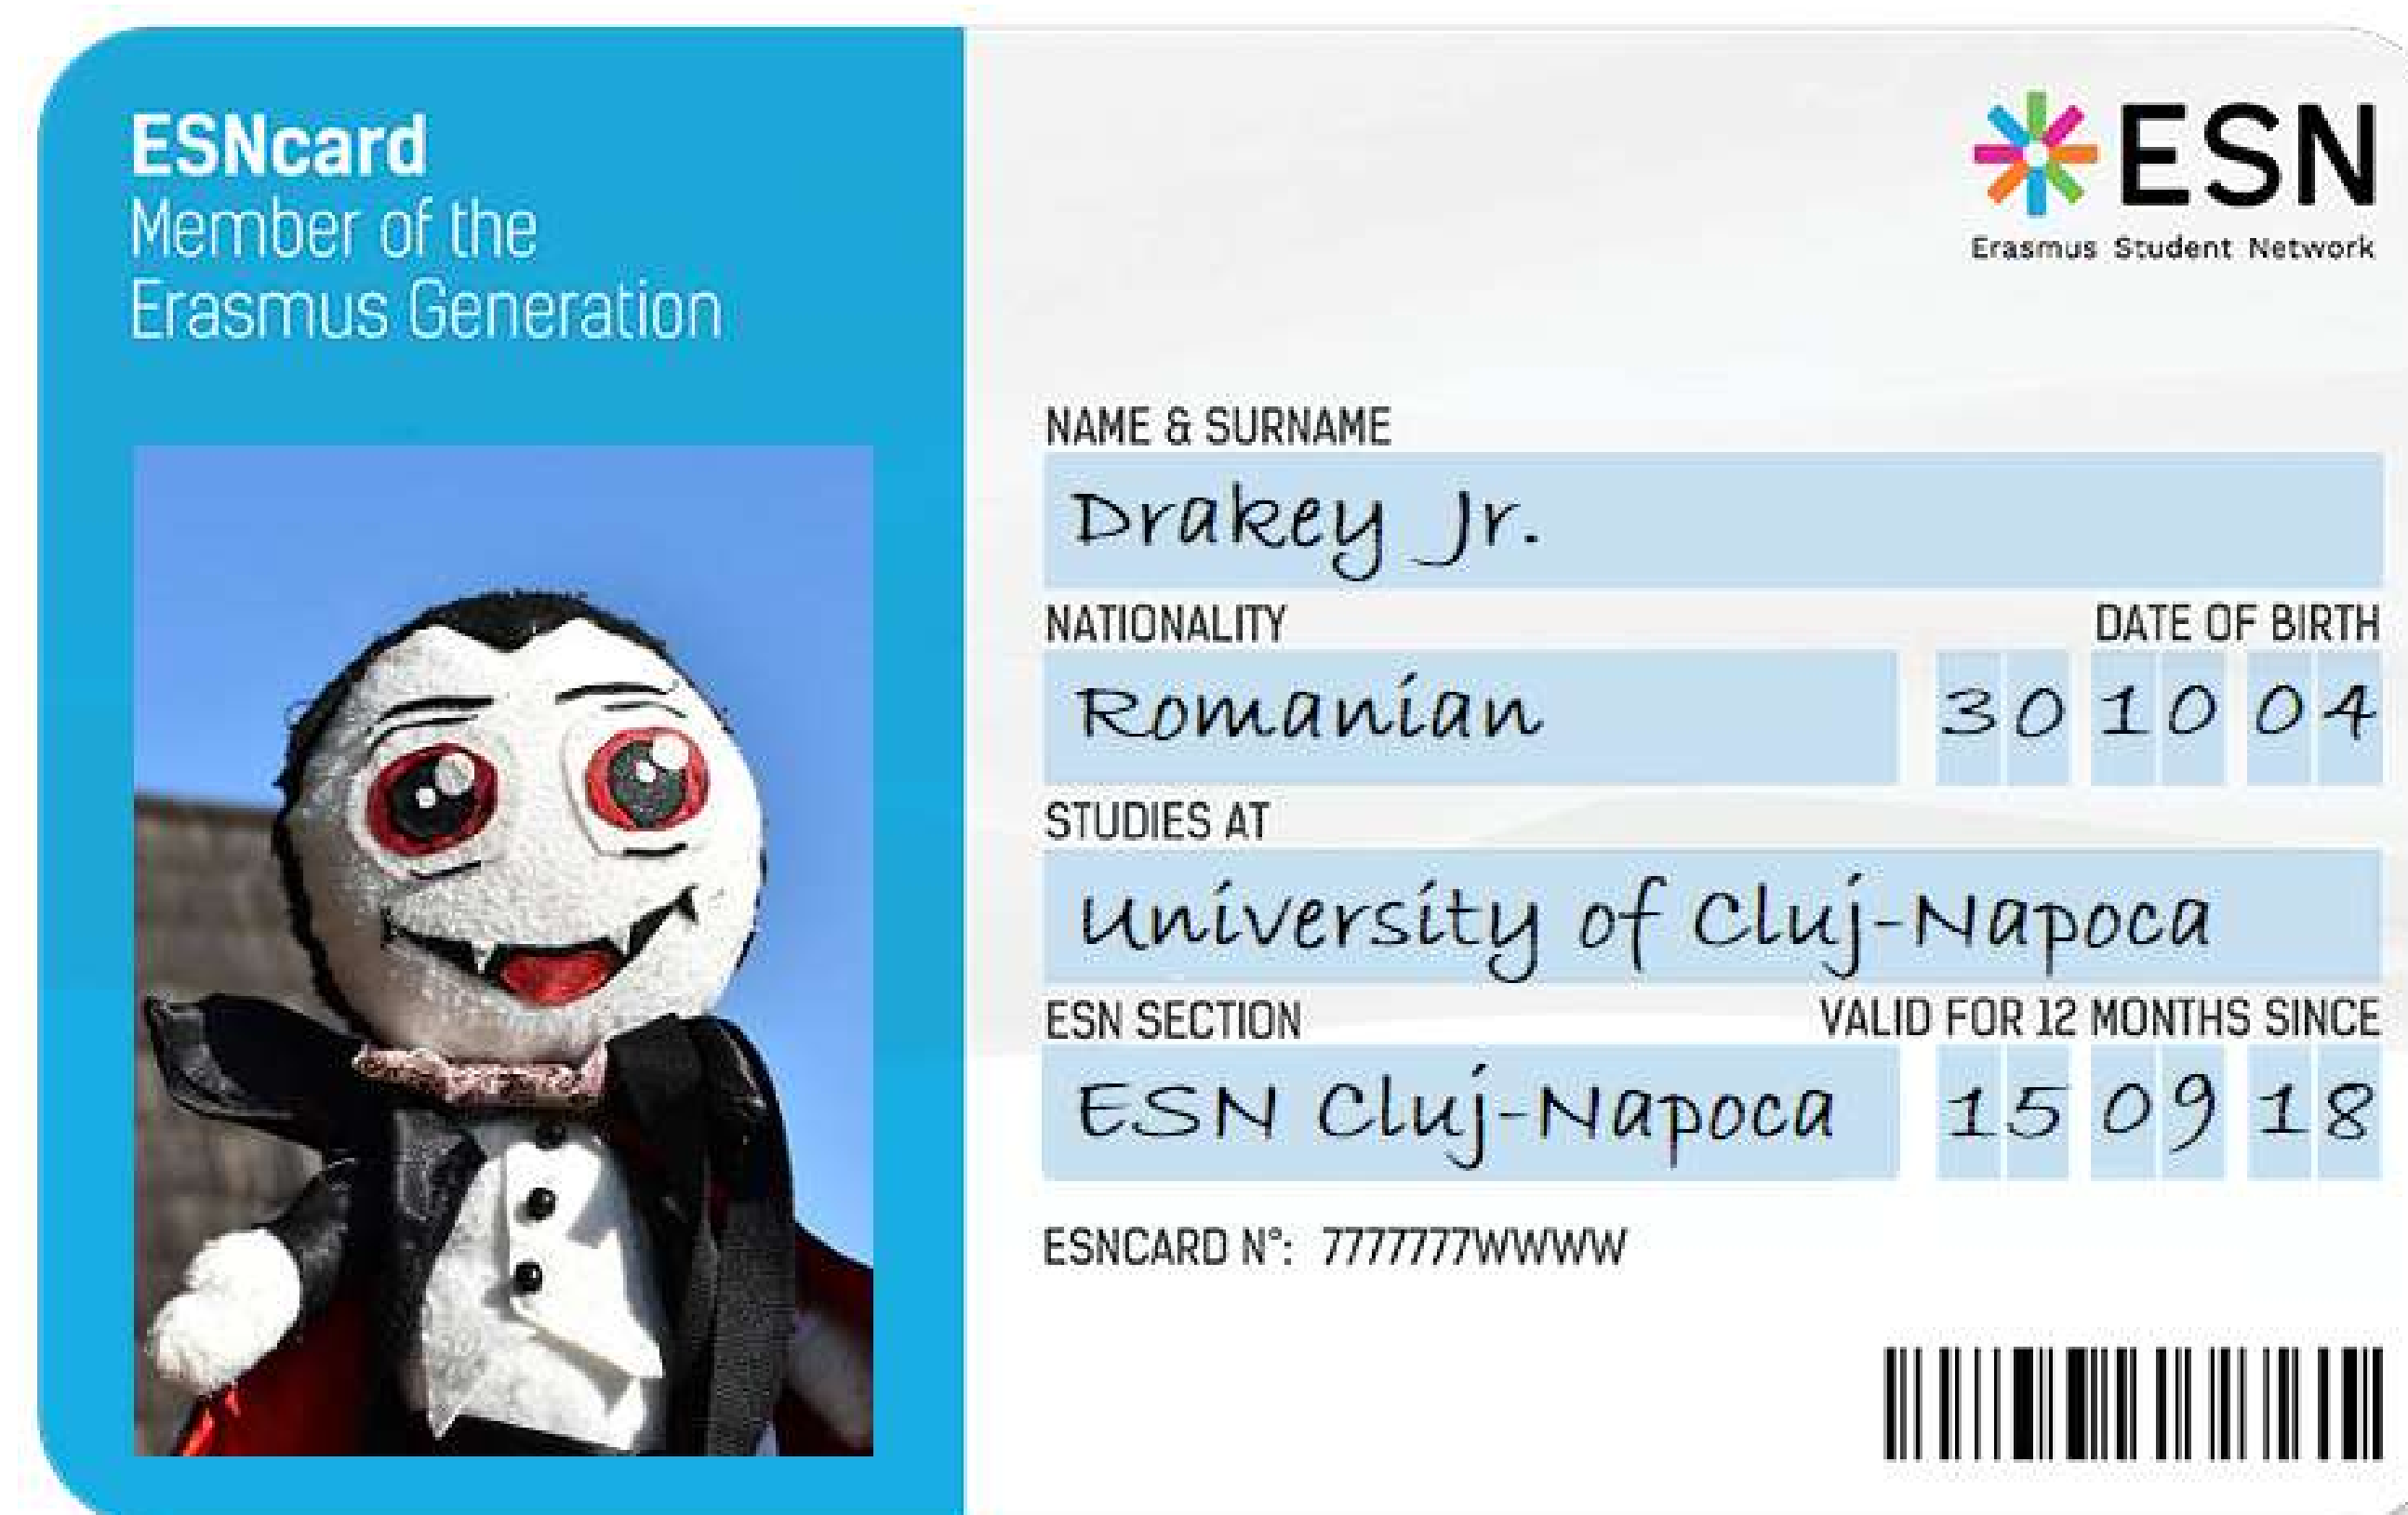 ESNcard
Member of the
Erasmus Generation
ESN
Erasmus Student Network
NAME & SURNAME
Drakey Jr.
NATIONALITY DATE OF BIRTH
Romanian 30 10 04
STUDIES AT
University of Cluj-Napoca
ESN SECTION VALID FOR 12 MONTHS SINCE
ESN Cluj-Napoca 15 09 18
ESNCARD N°: 7777777WWWW